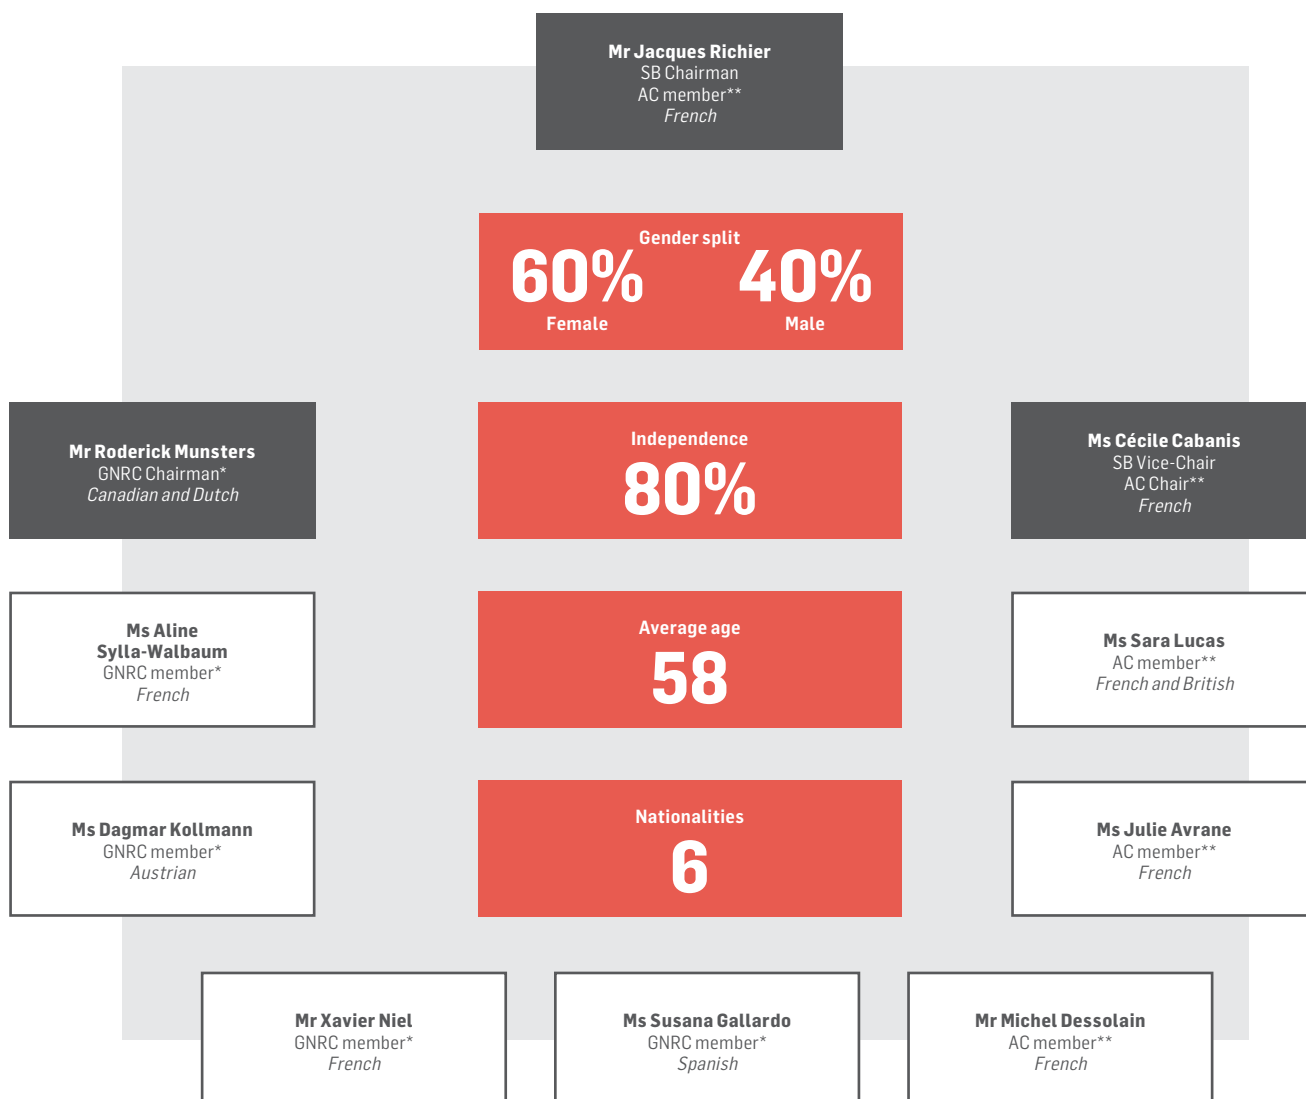 Mr Jacques Richier
SB Chairman
AC member**
French
Gender split
60% 40%
Female Male
Mr Roderick Munsters
GNRC Chairman*
Canadian and Dutch
Independence
80%
Ms Cécile Cabanis
SB Vice-Chair
AC Chair**
French
Ms Aline
Sylla-Walbaum
GNRC member*
French
Average age
58
Ms Sara Lucas
AC member**
French and British
Ms Dagmar Kollmann
GNRC member*
Austrian
Nationalities
6
Ms Julie Avrane
AC member**
French
Mr Xavier Niel
GNRC member*
French
Ms Susana Gallardo
GNRC member*
Spanish
Mr Michel Dessolain
AC member**
French